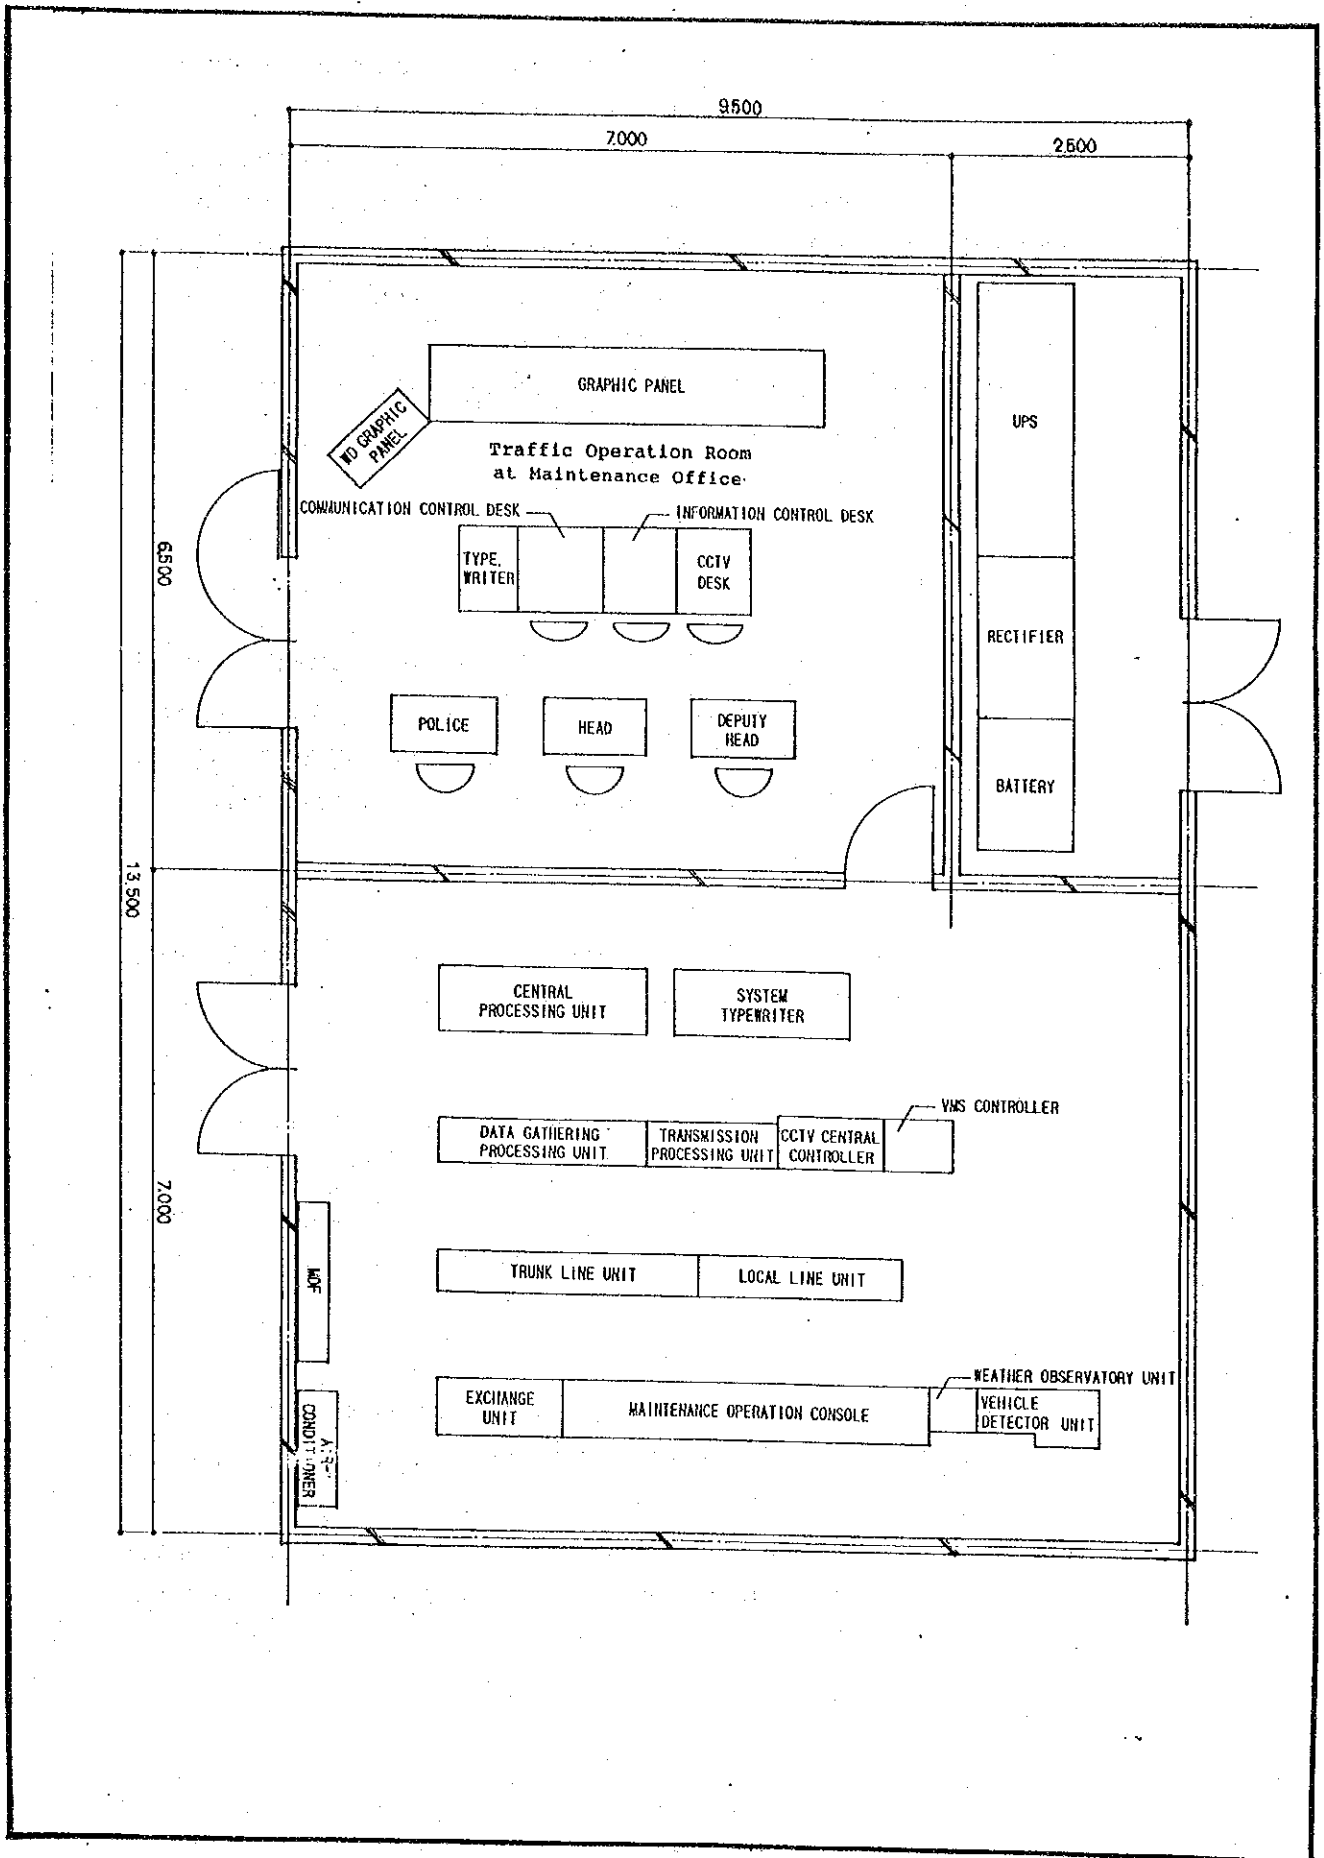 9.500
7.000
2.500
GRAPHIC PANEL
UPS
WD GRAPHIC
PANEL
Traffic Operation Room
at Maintenance Office
COMMUNICATION CONTROL DESK
INFORMATION CONTROL DESK
TYPE.
WRITER
CCTV
DESK
6.500
RECTIFIER
POLICE
HEAD
DEPUTY
HEAD
BATTERY
13.500
CENTRAL
PROCESSING UNIT
SYSTEM
TYPEWRITER
VMS CONTROLLER
DATA GATHERING
PROCESSING UNIT
TRANSMISSION
PROCESSING UNIT
CCTV CENTRAL
CONTROLLER
7.000
MDF
TRUNK LINE UNIT
LOCAL LINE UNIT
WEATHER OBSERVATORY UNIT
EXCHANGE
UNIT
MAINTENANCE OPERATION CONSOLE
VEHICLE
DETECTOR UNIT
AIR-
CONDITIONER